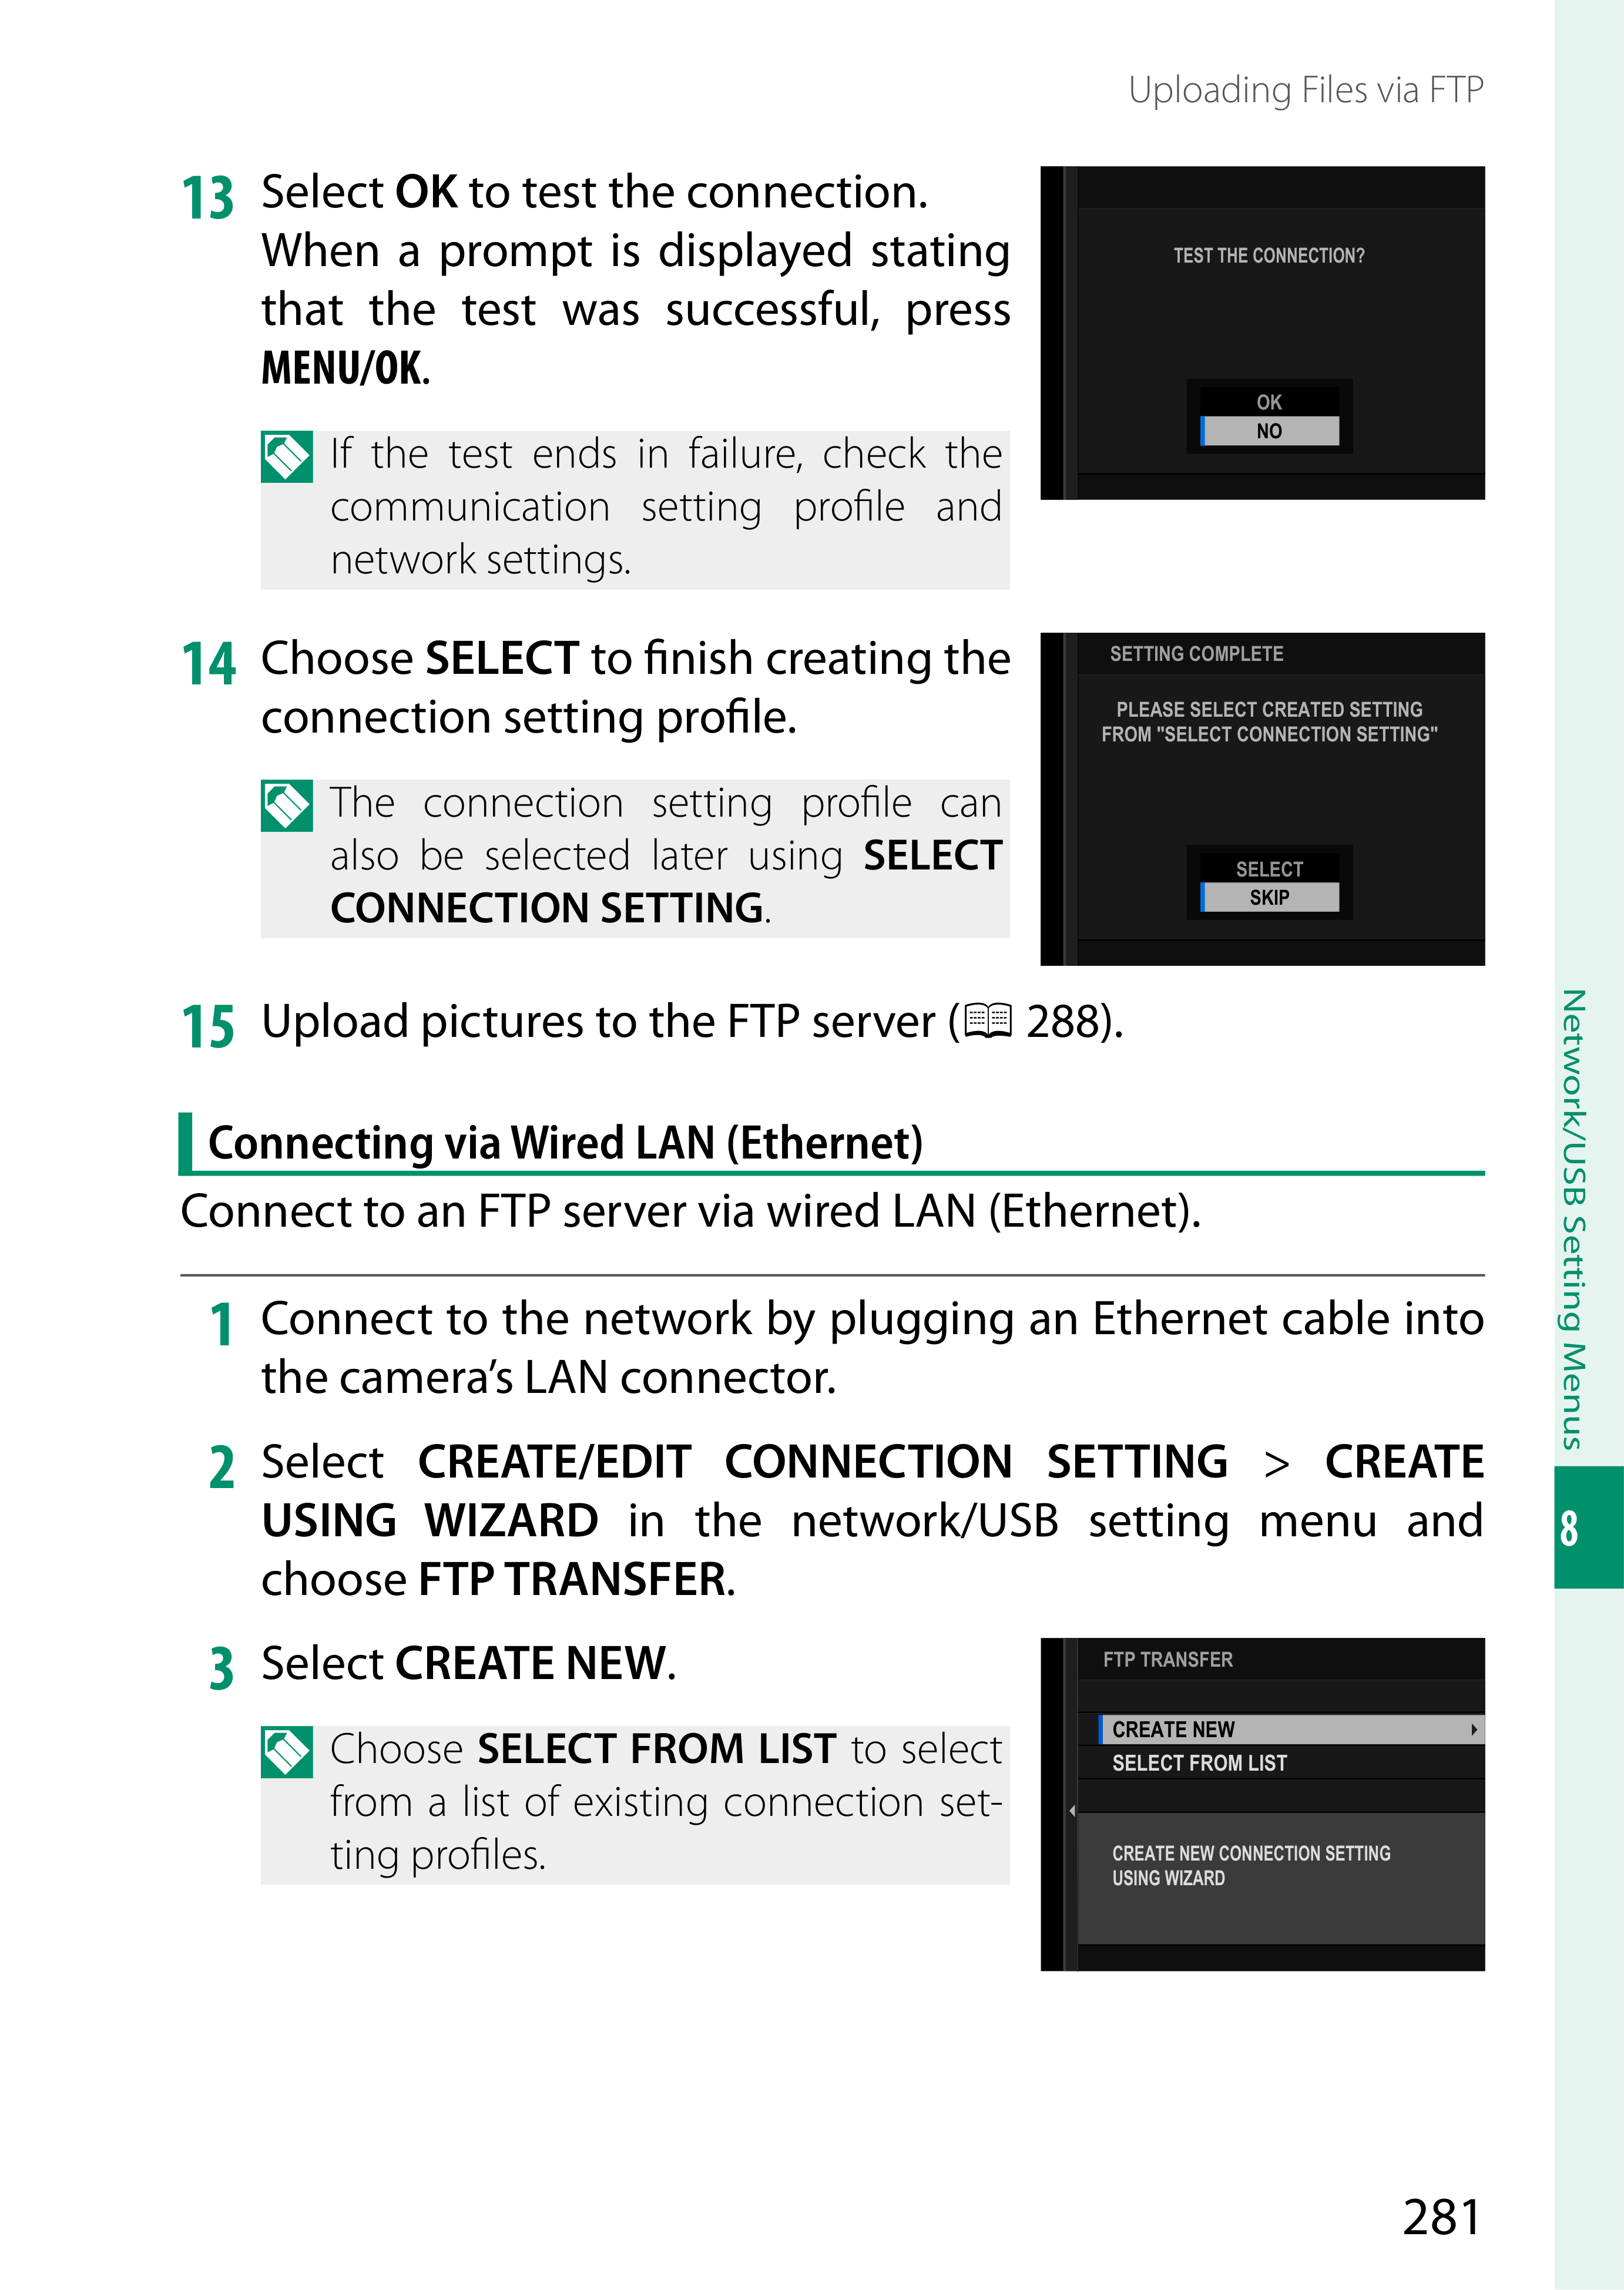 Uploading Files via FTP
13 Select OK to test the connection.
When a prompt is displayed stating
that the test was successful, press
MENU/OK.
If the test ends in failure, check the
communication setting profile and
network settings.
TEST THE CONNECTION?
OK
NO
14 Choose SELECT to finish creating the
connection setting profile.
The connection setting profile can
also be selected later using SELECT
CONNECTION SETTING.
SETTING COMPLETE
PLEASE SELECT CREATED SETTING
FROM "SELECT CONNECTION SETTING"
SELECT
SKIP
15 Upload pictures to the FTP server (288).
Connecting via Wired LAN (Ethernet)
Connect to an FTP server via wired LAN (Ethernet).
1 Connect to the network by plugging an Ethernet cable into
the camera’s LAN connector.
2 Select CREATE/EDIT CONNECTION SETTING > CREATE
USING WIZARD in the network/USB setting menu and
choose FTP TRANSFER.
3 Select CREATE NEW.
Choose SELECT FROM LIST to select
from a list of existing connection set-
ting profiles.
FTP TRANSFER
CREATE NEW
SELECT FROM LIST
CREATE NEW CONNECTION SETTING
USING WIZARD
Network/USB Setting Menus
8
281